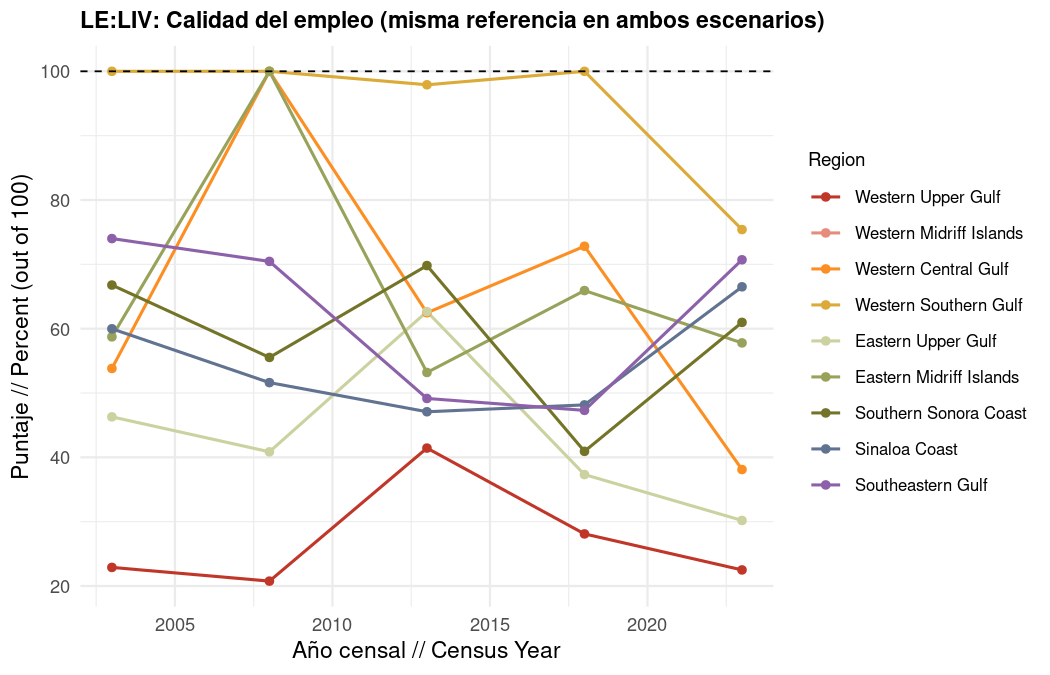 LE:LIV: Calidad del empleo (misma referencia en ambos escenarios)
Puntaje // Percent (out of 100)
100
80
60
40
20
2005
2010
2015
2020
Año censal // Census Year
Region
Western Upper Gulf
Western Midriff Islands
Western Central Gulf
Western Southern Gulf
Eastern Upper Gulf
Eastern Midriff Islands
Southern Sonora Coast
Sinaloa Coast
Southeastern Gulf